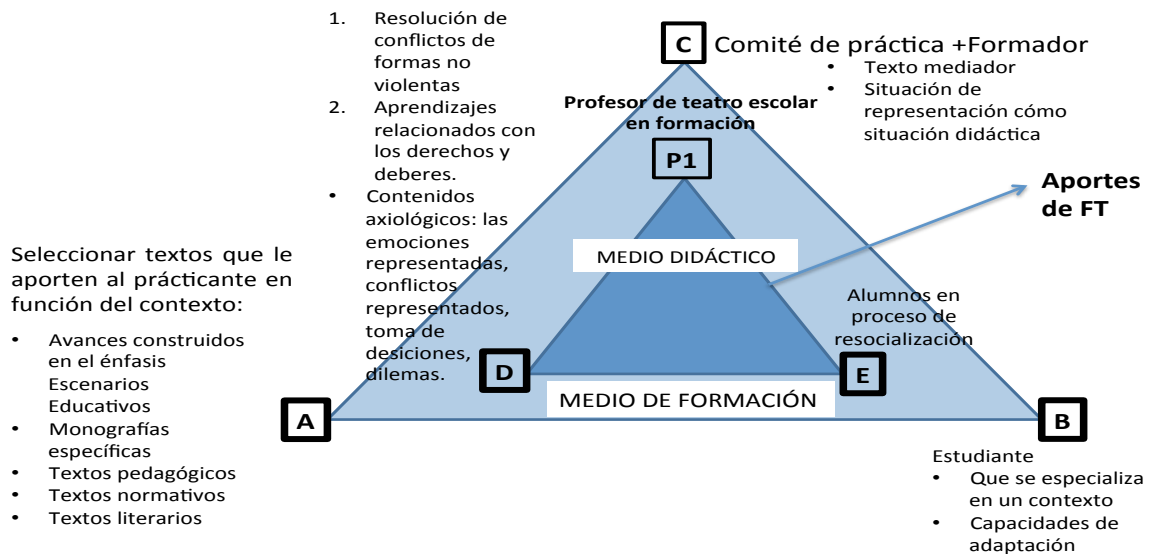 1. Resolución de
conflictos de
formas no
violentas
2. Aprendizajes
relacionados con
los derechos y
deberes.
• Contenidos
axiológicos: las
emociones
representadas,
conflictos
representados,
toma de
desiciones,
dilemas.
C Comité de práctica +Formador
• Texto mediador
• Situación de
representación cómo
situación didáctica
Profesor de teatro escolar
en formación
P1
Aportes
de FT
MEDIO DIDÁCTICO
Seleccionar textos que le
aporten al prácticante en
función del contexto:
• Avances construidos
en el énfasis
Escenarios
Educativos
• Monografías
específicas
• Textos pedagógicos
• Textos normativos
• Textos literarios
Alumnos en
proceso de
resocialización
D
E
MEDIO DE FORMACIÓN
A
B
Estudiante
• Que se especializa
en un contexto
• Capacidades de
adaptación